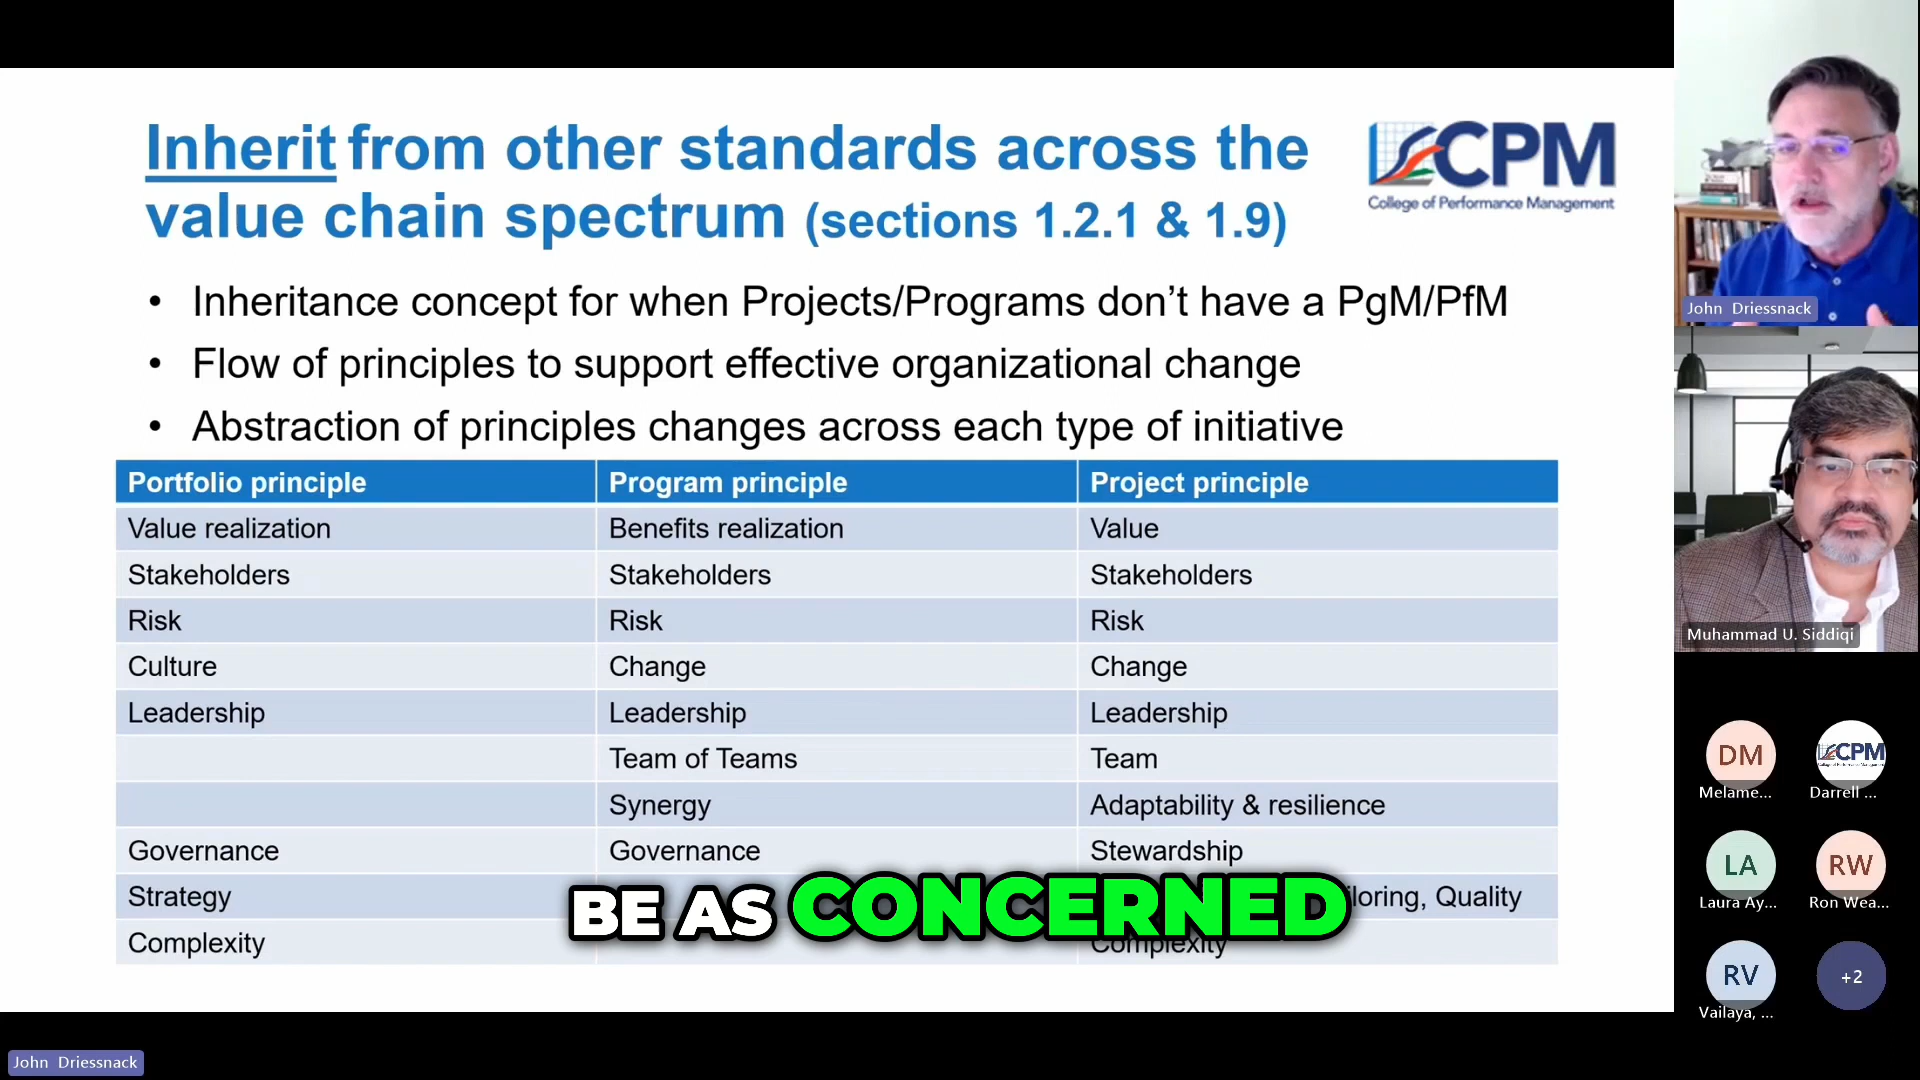 Inherit from other standards across the
value chain spectrum (sections 1.2.1 & 1.9)
CPM
College of Performance Management
• Inheritance concept for when Projects/Programs don’t have a PgM/PfM
• Flow of principles to support effective organizational change
• Abstraction of principles changes across each type of initiative
Portfolio principle Program principle Project principle
Value realization Benefits realization Value
Stakeholders Stakeholders Stakeholders
Risk Risk Risk
Culture Change Change
Leadership Leadership Leadership
Team of Teams Team
Synergy Adaptability & resilience
Governance Governance Stewardship
Strategy Quality
Complexity Complexity
BE AS CONCERNED
John Driessnack
Muhammad U. Siddiqi
DM
Melame...
CPM
Darrell ...
LA
Laura Ay...
RW
Ron Wea...
RV
Vailaya, ...
+2
John Driessnack